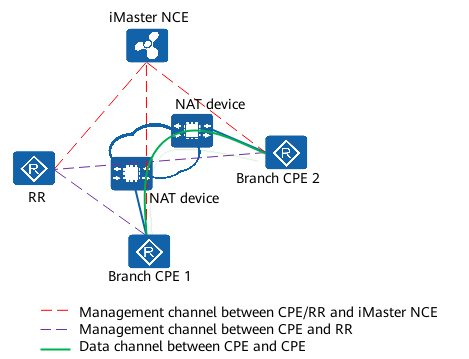 iMaster NCE
NAT device
R
Branch CPE 2
R
RR
NAT device
R
Branch CPE 1
Management channel between CPE/RR and iMaster NCE
Management channel between CPE and RR
Data channel between CPE and CPE